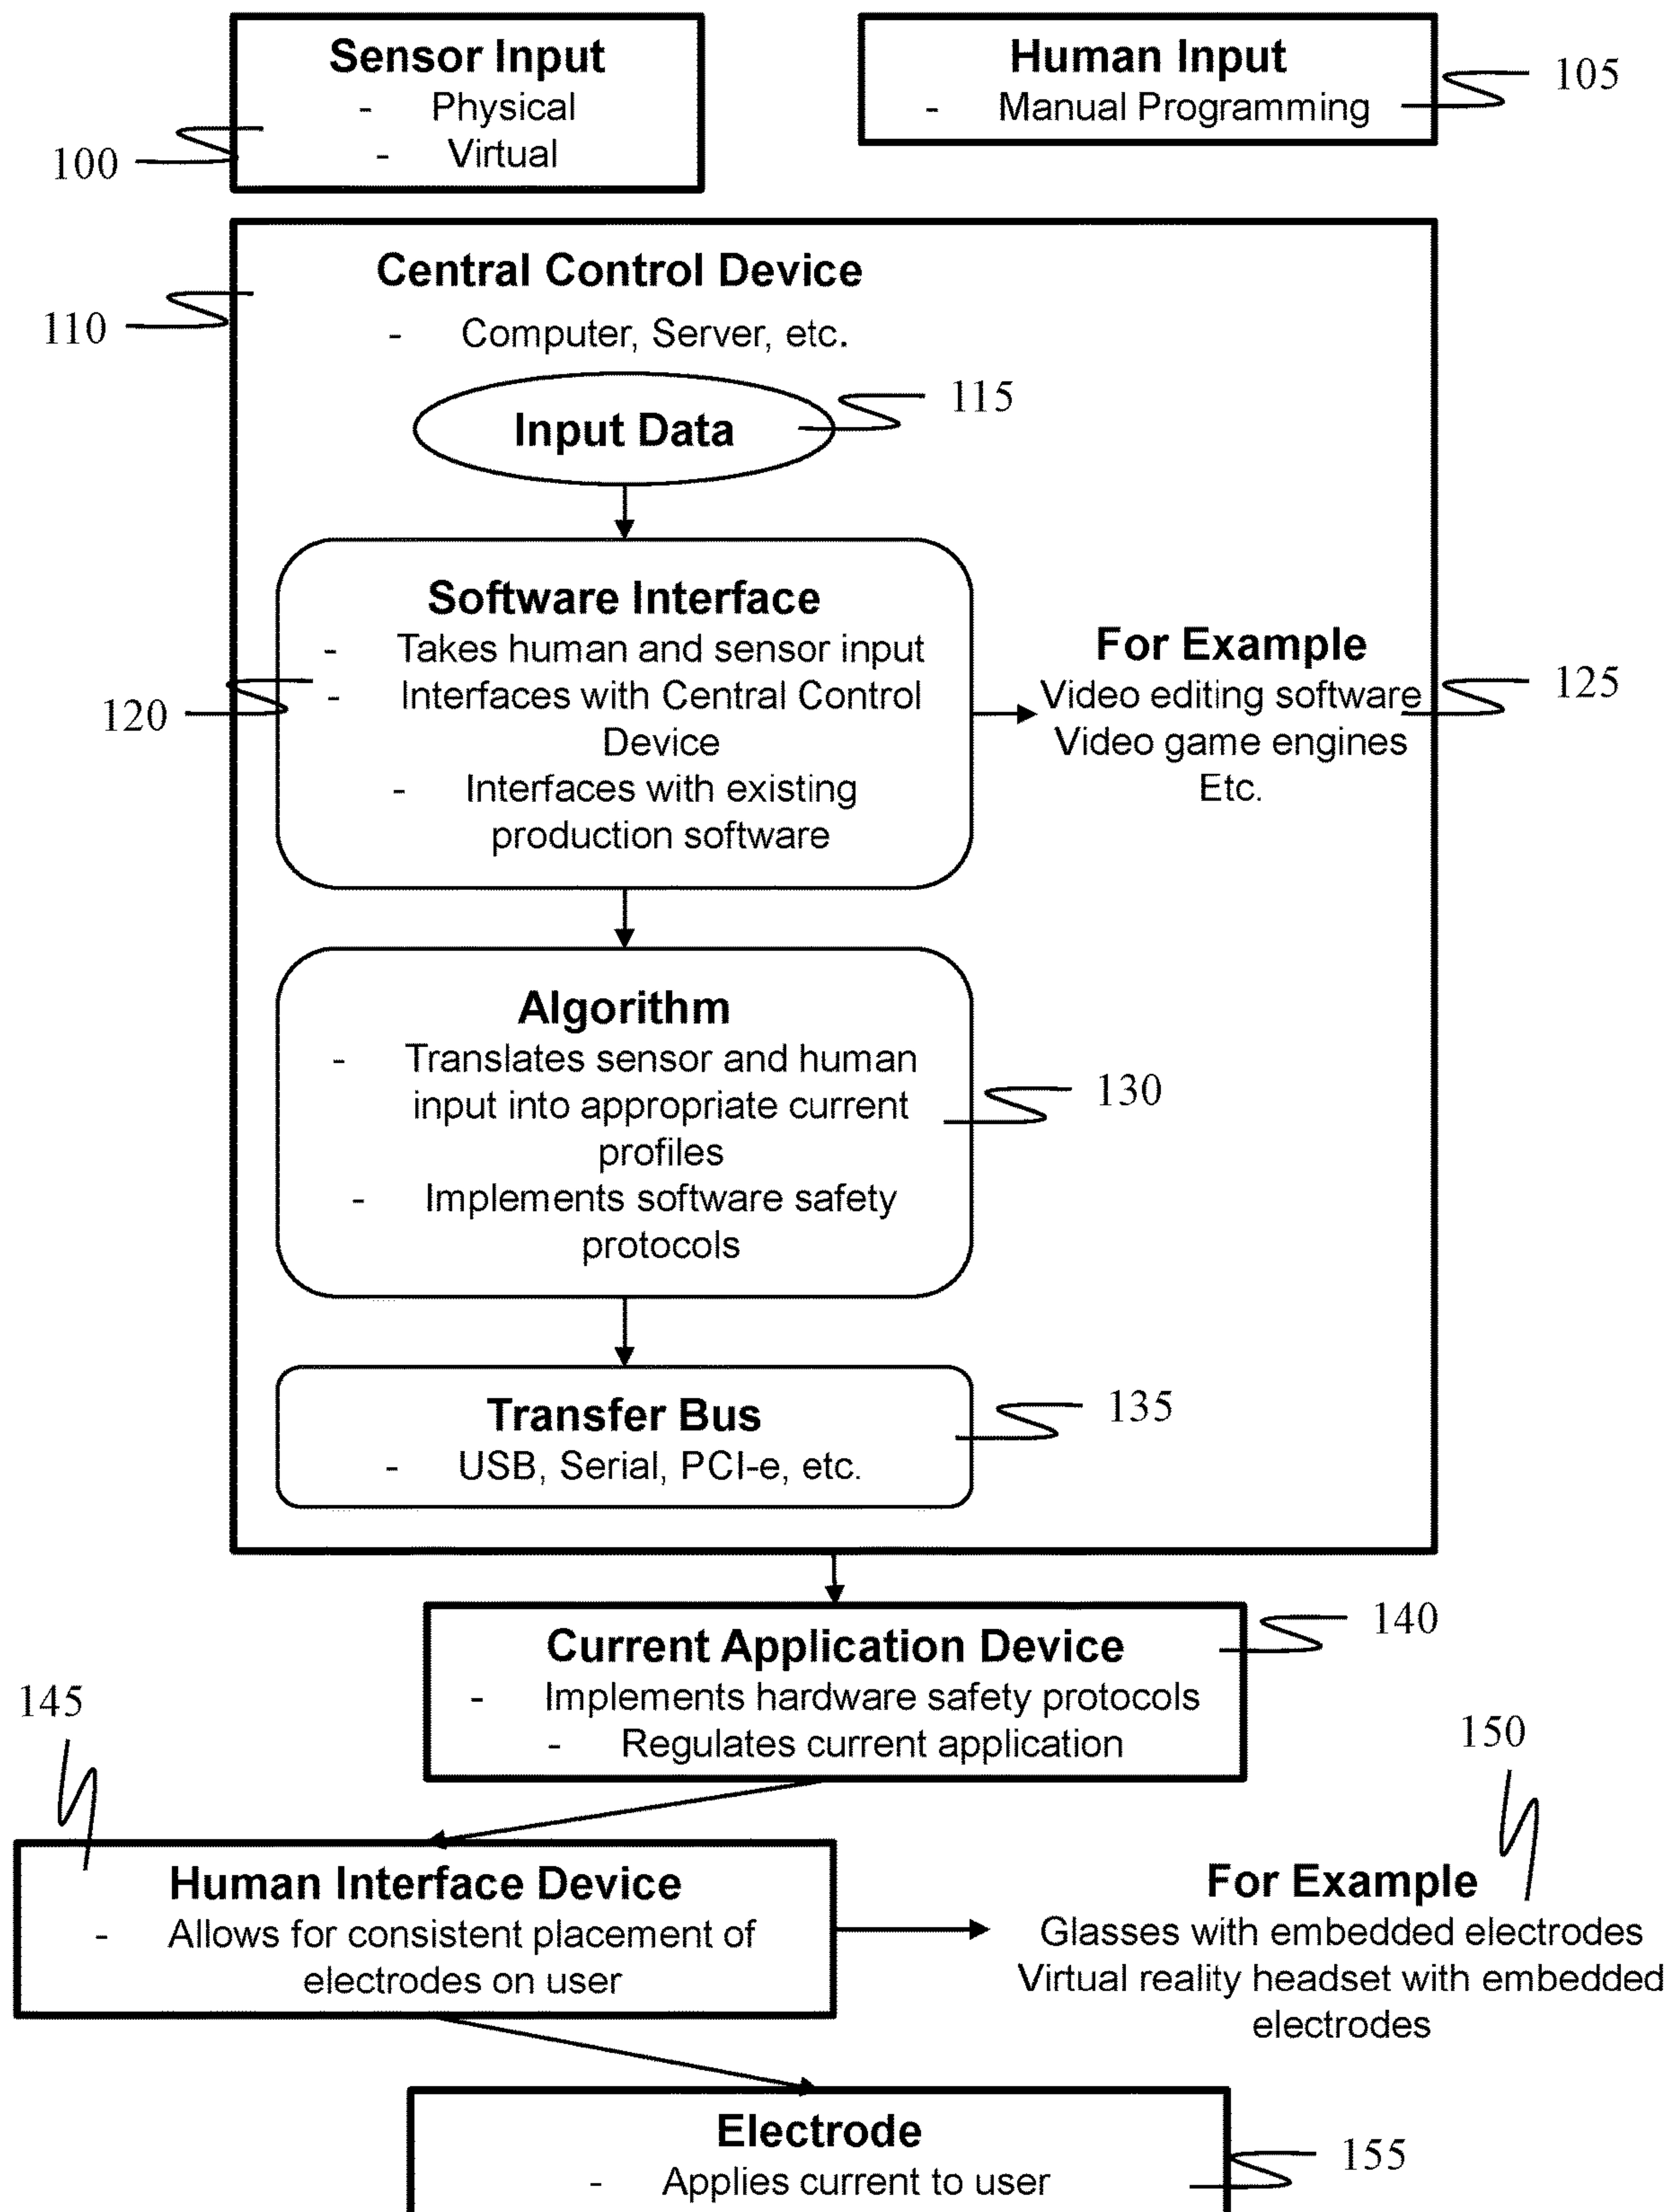 Sensor Input
- Physical
- Virtual
100
Human Input
- Manual Programming
105
Central Control Device
110
- Computer, Server, etc.
Input Data
115
Software Interface
- Takes human and sensor input
- Interfaces with Central Control
Device
- Interfaces with existing
production software
120
For Example
Video editing software
Video game engines
Etc.
125
Algorithm
- Translates sensor and human
input into appropriate current
profiles
- Implements software safety
protocols
130
Transfer Bus
- USB, Serial, PCI-e, etc.
135
Current Application Device
- Implements hardware safety protocols
- Regulates current application
140
145
Human Interface Device
- Allows for consistent placement of
electrodes on user
150
For Example
Glasses with embedded electrodes
Virtual reality headset with embedded
electrodes
Electrode
- Applies current to user
155